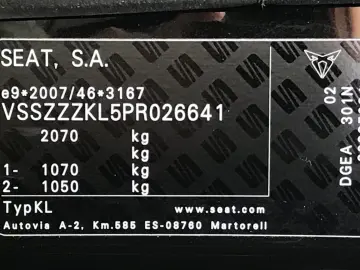 SEAT, S.A.
e9*2007/46*3167
VSSZZZKL5PR026641
2070 kg
kg
1- 1070 kg
2- 1050 kg
TypKL www.seat.com
Autovia A-2, Km.585 ES-08760 Martorell
02
DGEA 301N